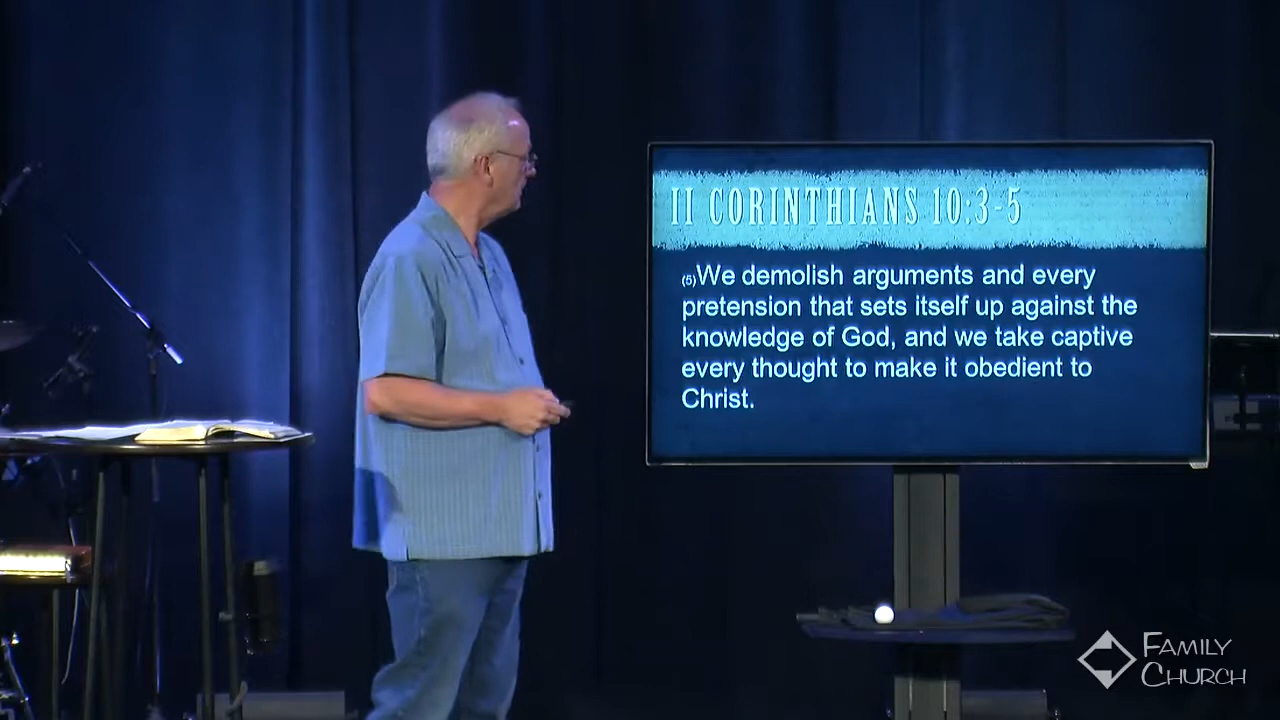 II CORINTHIANS 10:3-5
(5)We demolish arguments and every
pretension that sets itself up against the
knowledge of God, and we take captive
every thought to make it obedient to
Christ.
FAMILY
CHURCH